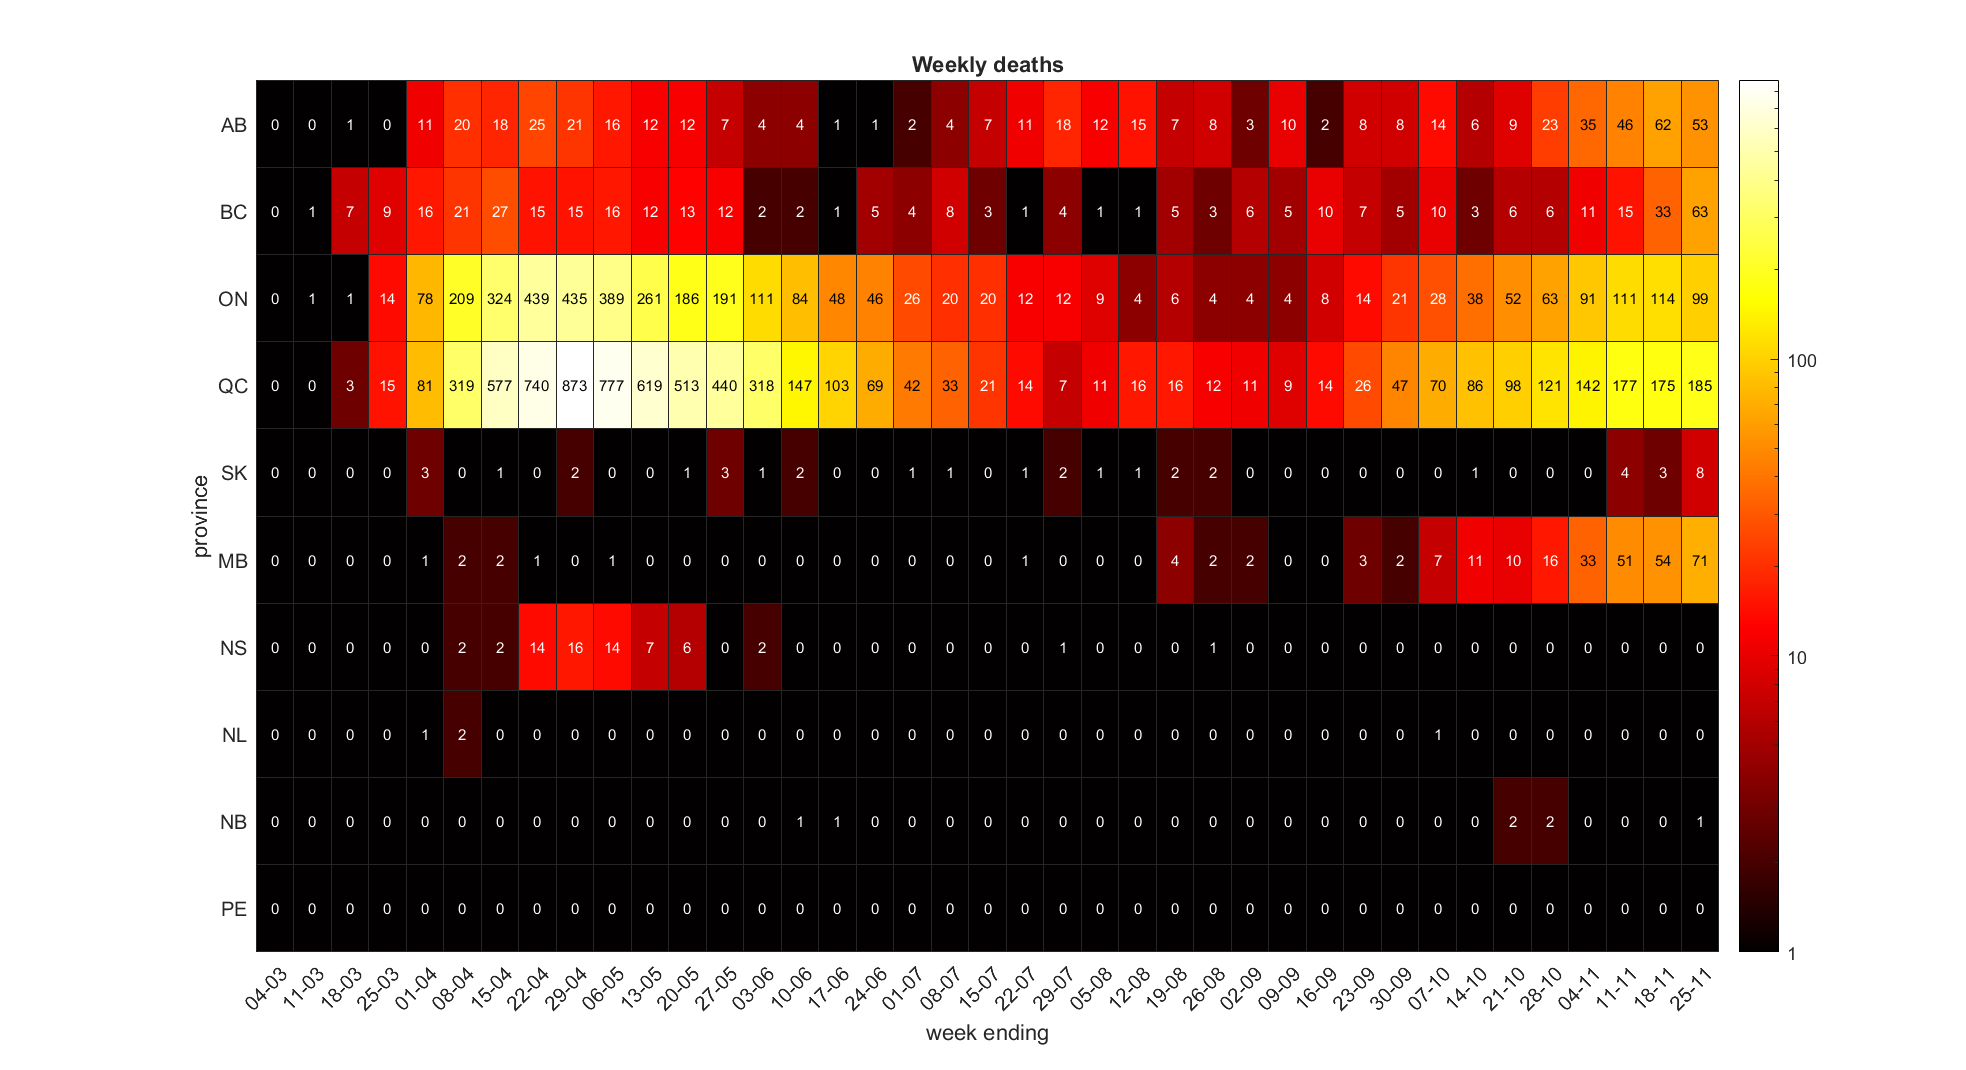 Weekly deaths
AB 0 0 1 0 11 20 18 25 21 16 12 12 7 4 4 1 1 2 4 7 11 18 12 15 7 8 3 10 2 8 8 14 6 9 23 35 46 62 53
BC 0 1 7 9 16 21 27 15 15 16 12 13 12 2 2 1 5 4 8 3 1 4 1 1 5 3 6 5 10 7 5 10 3 6 6 11 15 33 63
ON 0 1 1 14 78 209 324 439 435 389 261 186 191 111 84 48 46 26 20 20 12 12 9 4 6 4 4 4 8 14 21 28 38 52 63 91 111 114 99
QC 0 0 3 15 81 319 577 740 873 777 619 513 440 318 147 103 69 42 33 21 14 7 11 16 16 12 11 9 14 26 47 70 86 98 121 142 177 175 185
100
SK 0 0 0 0 3 0 1 0 2 0 0 1 3 1 2 0 0 1 1 0 1 2 1 1 2 2 0 0 0 0 0 0 1 0 0 0 4 3 8
province
MB 0 0 0 0 1 2 2 1 0 1 0 0 0 0 0 0 0 0 0 0 1 0 0 0 4 2 2 0 0 3 2 7 11 10 16 33 51 54 71
NS 0 0 0 0 0 2 2 14 16 14 7 6 0 2 0 0 0 0 0 0 0 1 0 0 0 1 0 0 0 0 0 0 0 0 0 0 0 0 0
10
NL 0 0 0 0 1 2 0 0 0 0 0 0 0 0 0 0 0 0 0 0 0 0 0 0 0 0 0 0 0 0 0 1 0 0 0 0 0 0 0
NB 0 0 0 0 0 0 0 0 0 0 0 0 0 0 1 1 0 0 0 0 0 0 0 0 0 0 0 0 0 0 0 0 0 2 2 0 0 0 1
PE 0 0 0 0 0 0 0 0 0 0 0 0 0 0 0 0 0 0 0 0 0 0 0 0 0 0 0 0 0 0 0 0 0 0 0 0 0 0 0
1
04-03 11-03 18-03 25-03 01-04 08-04 15-04 22-04 29-04 06-05 13-05 20-05 27-05 03-06 10-06 17-06 24-06 01-07 08-07 15-07 22-07 29-07 05-08 12-08 19-08 26-08 02-09 09-09 16-09 23-09 30-09 07-10 14-10 21-10 28-10 04-11 11-11 18-11 25-11
week ending